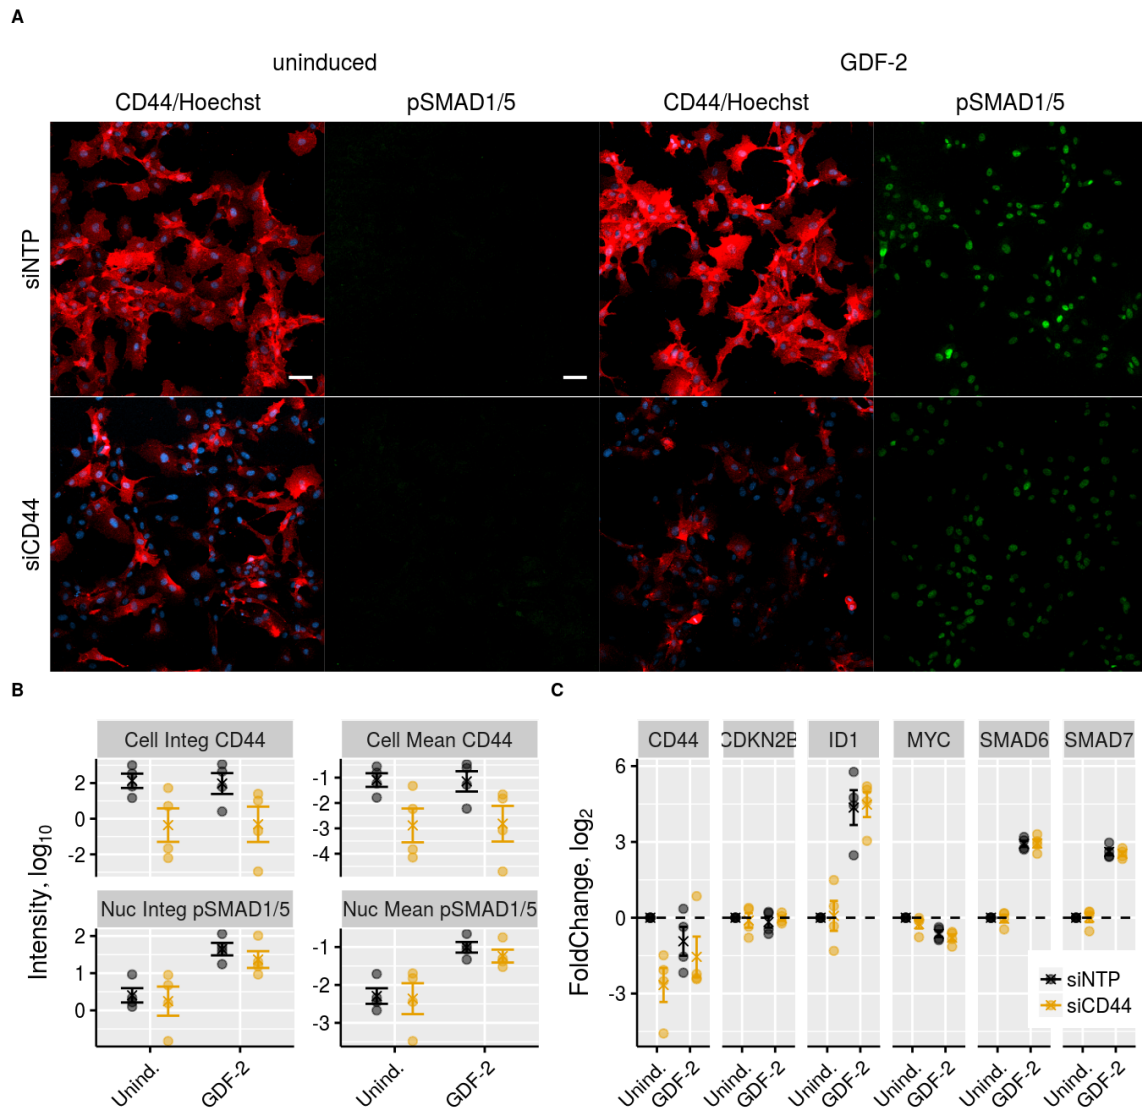 A
uninduced
GDF-2
CD44/Hoechst
pSMAD1/5
CD44/Hoechst
pSMAD1/5
siNTP
siCD44
B
Cell Integ CD44
Cell Mean CD44
2
0
-2
-1
-2
-3
-4
Nuc Integ pSMAD1/5
Nuc Mean pSMAD1/5
2
1
0
-1
-2
-3
Intensity, log10
Unind.
GDF-2
Unind.
GDF-2
C
CD44
CDKN2B
ID1
MYC
SMAD6
SMAD7
6
3
0
-3
FoldChange, log2
siNTP
siCD44
Unind.
GDF-2
Unind.
GDF-2
Unind.
GDF-2
Unind.
GDF-2
Unind.
GDF-2
Unind.
GDF-2